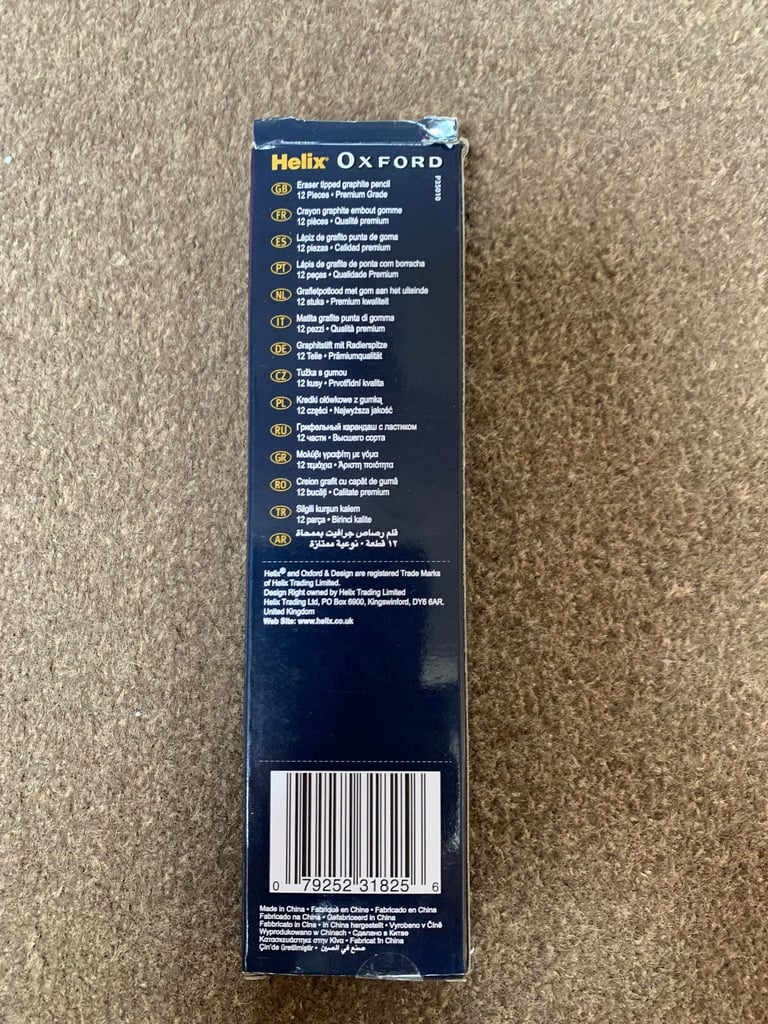 Helix® OXFORD
P35010
GB Eraser tipped graphite pencil
12 Pieces • Premium Grade
FR Crayon graphite embout gomme
12 pièces • Qualité premium
ES Lápiz de grafito punta de goma
12 piezas • Calidad premium
PT Lápis de grafite de ponta com borracha
12 peças • Qualidade Premium
NL Grafietpotlood met gom aan het uiteinde
12 stuks • Premium kwaliteit
IT Matita grafite punta di gomma
12 pezzi • Qualità premium
DE Graphitstift mit Radierspitze
12 Teile • Prämiumqualität
CZ Tužka s gumou
12 kusy • Prvotřídní kvalita
PL Kredki ołówkowe z gumką
12 części • Najwyższa jakość
RU Грифельный карандаш с ластиком
12 части • Высшего сорта
GR Μολύβι γραφίτη με γόμα
12 τεμάχια • Άριστη ποιότητα
RO Creion grafit cu capăt de gumă
12 bucăți • Calitate premium
TR Silgili kurşun kalem
12 parça • Birinci kalite
AR قلم رصاص جرافيت بممحاة
١٢ قطعة • نوعية ممتازة
Helix® and Oxford & Design are registered Trade Marks
of Helix Trading Limited.
Design Right owned by Helix Trading Limited
Helix Trading Ltd, PO Box 6900, Kingswinford, DY6 6AR.
United Kingdom
Web Site: www.helix.co.uk
0 79252 31825 6
Made in China • Fabriqué en Chine • Fabricado en China
Fabricado na China • Gefabriceerd in China
Fabbricato in Cina • In China hergestellt • Vyrobeno v Číně
Wyprodukowano w Chinach • Сделано в Китае
Κατασκευάστηκε στην Κίνα • Fabricat în China
Çin'de üretilmiştir • صنع في الصين